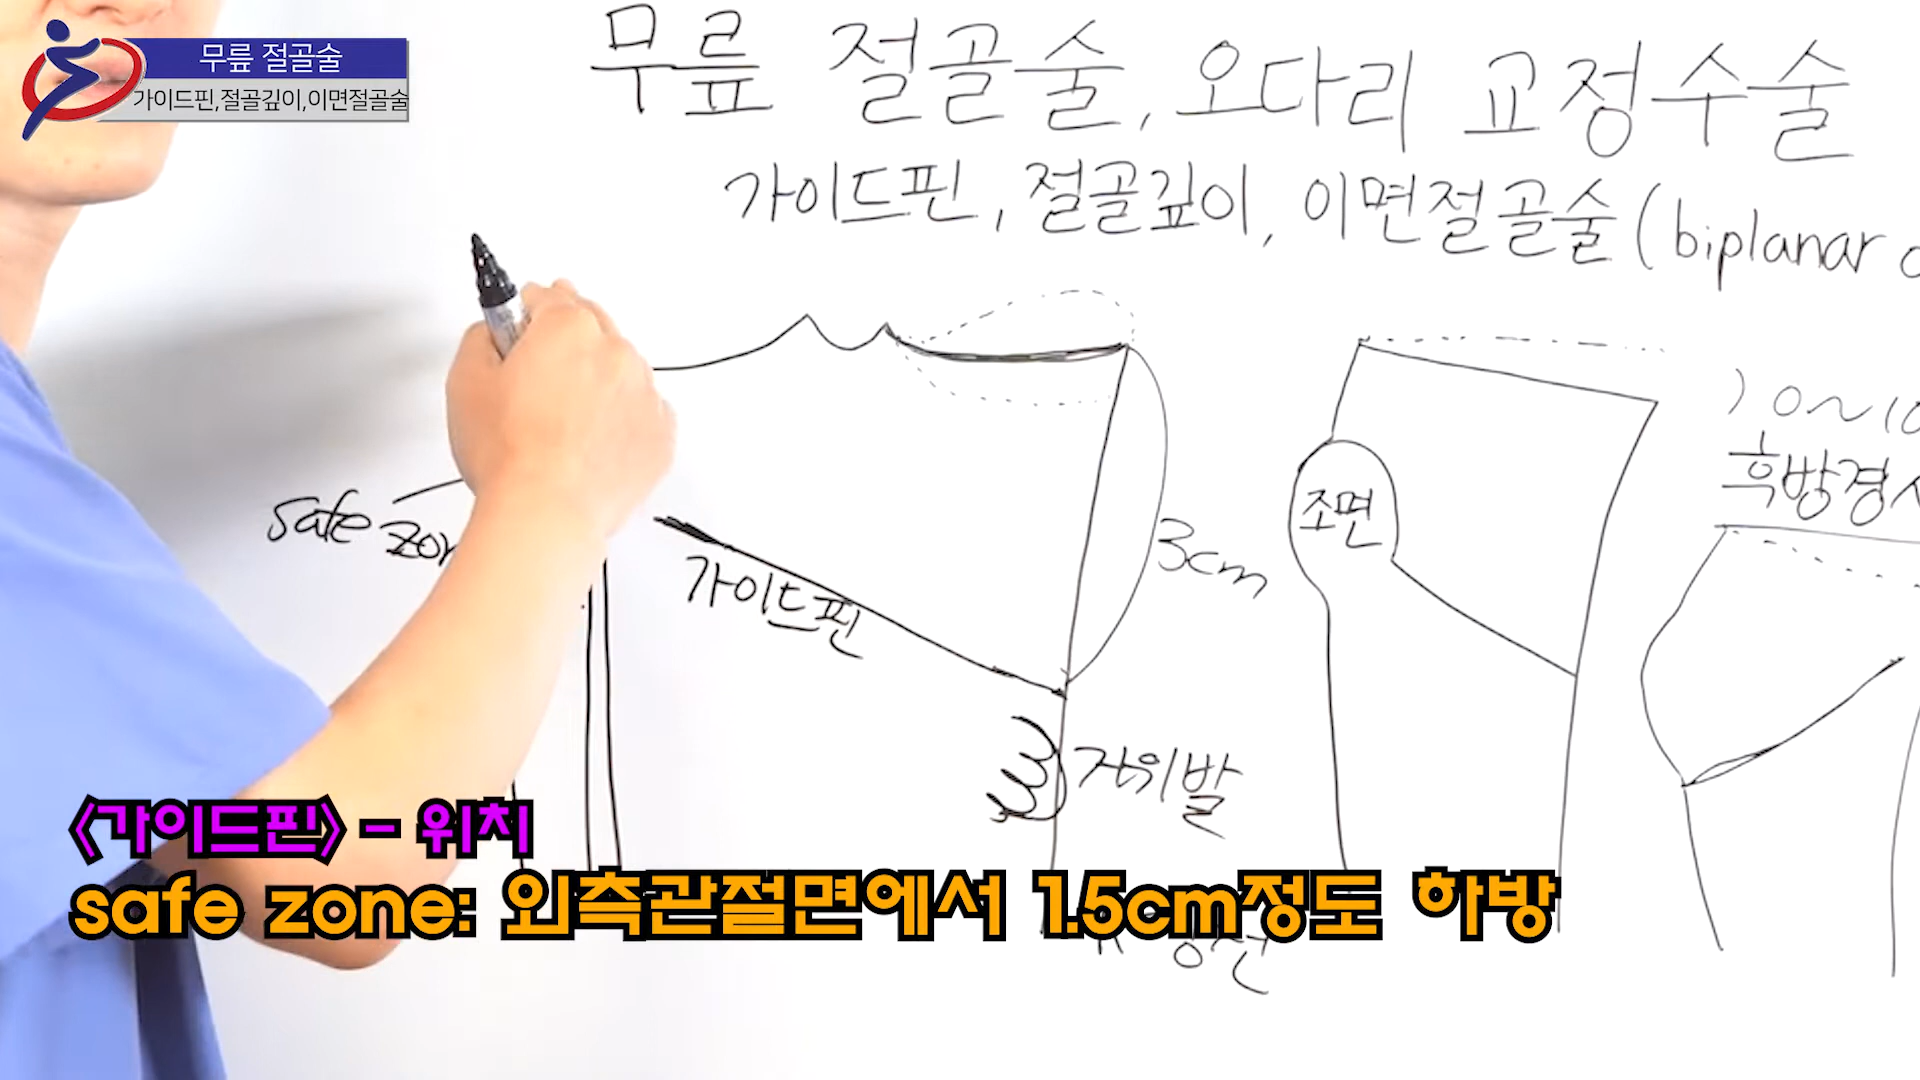 무릎 절골술
가이드핀,절골깊이,이면절골술
무릎 절골술, 오다리 교정수술
가이드핀, 절골깊이, 이면절골술 (biplanar
safe
가이드핀
3cm
조면
0~10
후방경사
거위발
<가이드핀> - 위치
safe zone: 외측관절면에서 1.5cm정도 하방